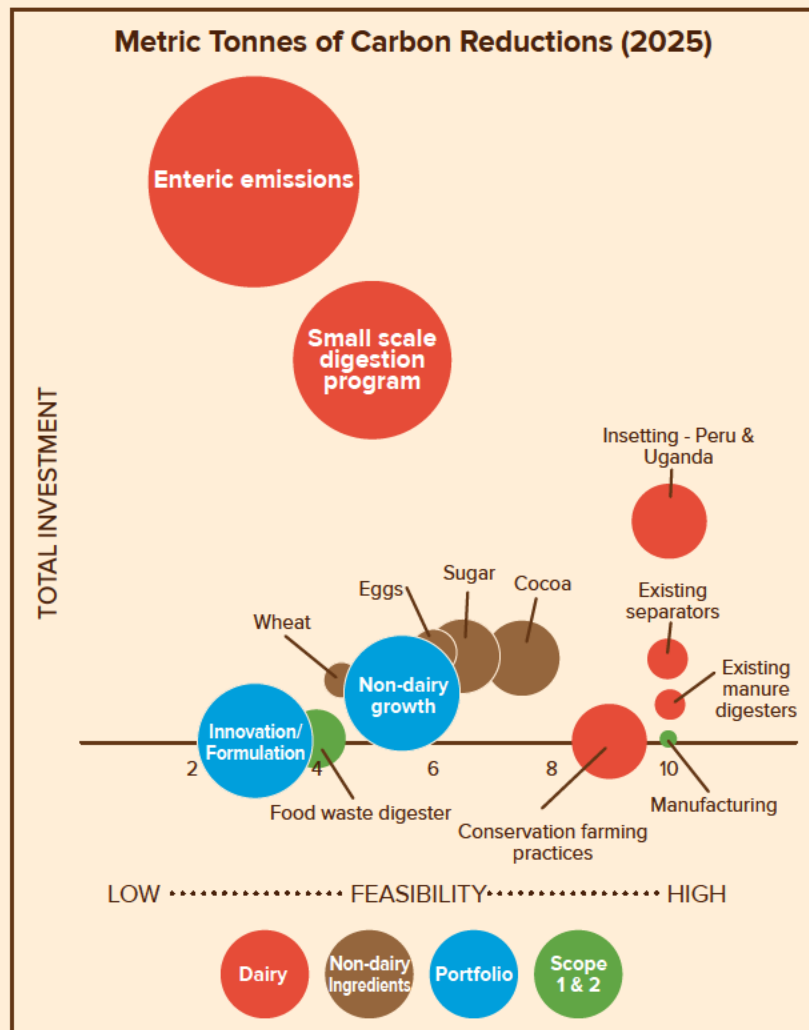 Metric Tonnes of Carbon Reductions (2025)
Enteric emissions
Small scale
digestion
program
TOTAL INVESTMENT
Insetting - Peru &
Uganda
Existing
separators
Existing
manure
digesters
Manufacturing
Wheat
Eggs
Sugar
Cocoa
Non-dairy
growth
Innovation/
Formulation
2
4
6
8
10
Food waste digester
Conservation farming
practices
LOW FEASIBILITY HIGH
Dairy
Non-dairy
Ingredients
Portfolio
Scope
1 & 2